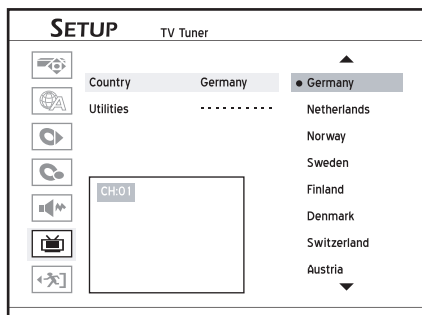 SETUP TV Tuner
Country Germany
Utilities ----------
CH:01
Germany
Netherlands
Norway
Sweden
Finland
Denmark
Switzerland
Austria